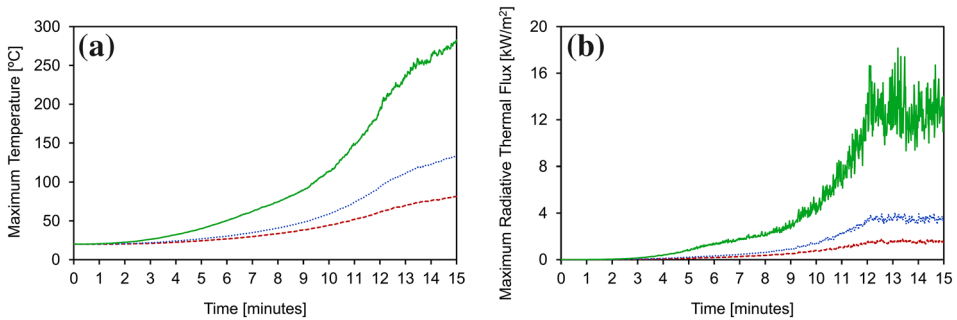 (a)
Maximum Temperature [ºC]
300
250
200
150
100
50
0
0 1 2 3 4 5 6 7 8 9 10 11 12 13 14 15
Time [minutes]
(b)
Maximum Radiative Thermal Flux [kW/m²]
20
16
12
8
4
0
0 1 2 3 4 5 6 7 8 9 10 11 12 13 14 15
Time [minutes]